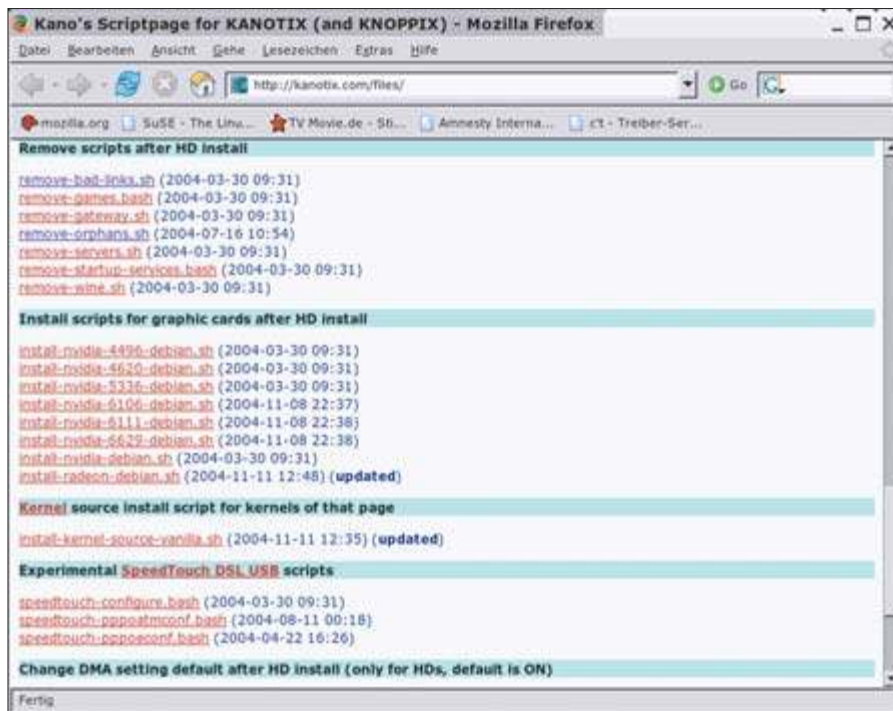 Kano's Scriptpage for KANOTIX (and KNOPPIX) - Mozilla Firefox
Datei Bearbeiten Ansicht Gehe Lesezeichen Extras Hilfe
http://kanotix.com/files/ Go
mozilla.org SuSE - The Linu... TV Movie.de - Sti... Amnesty Interna... c't - Treiber-Ser...
Remove scripts after HD install
remove-bad-links.sh (2004-03-30 09:31)
remove-games.bash (2004-03-30 09:31)
remove-gateway.sh (2004-03-30 09:31)
remove-orphans.sh (2004-07-16 10:54)
remove-servers.sh (2004-03-30 09:31)
remove-startup-services.bash (2004-03-30 09:31)
remove-wine.sh (2004-03-30 09:31)
Install scripts for graphic cards after HD install
install-nvidia-4496-debian.sh (2004-03-30 09:31)
install-nvidia-4620-debian.sh (2004-03-30 09:31)
install-nvidia-5336-debian.sh (2004-03-30 09:31)
install-nvidia-6106-debian.sh (2004-11-08 22:37)
install-nvidia-6111-debian.sh (2004-11-08 22:38)
install-nvidia-6629-debian.sh (2004-11-08 22:38)
install-nvidia-debian.sh (2004-03-30 09:31)
install-radeon-debian.sh (2004-11-11 12:48) (updated)
Kernel source install script for kernels of that page
install-kernel-source-vanilla.sh (2004-11-11 12:35) (updated)
Experimental SpeedTouch DSL USB scripts
speedtouch-configure.bash (2004-03-30 09:31)
speedtouch-pppoatmconf.bash (2004-08-11 00:18)
speedtouch-pppoeconf.bash (2004-04-22 16:26)
Change DMA setting default after HD install (only for HDs, default is ON)
Fertig